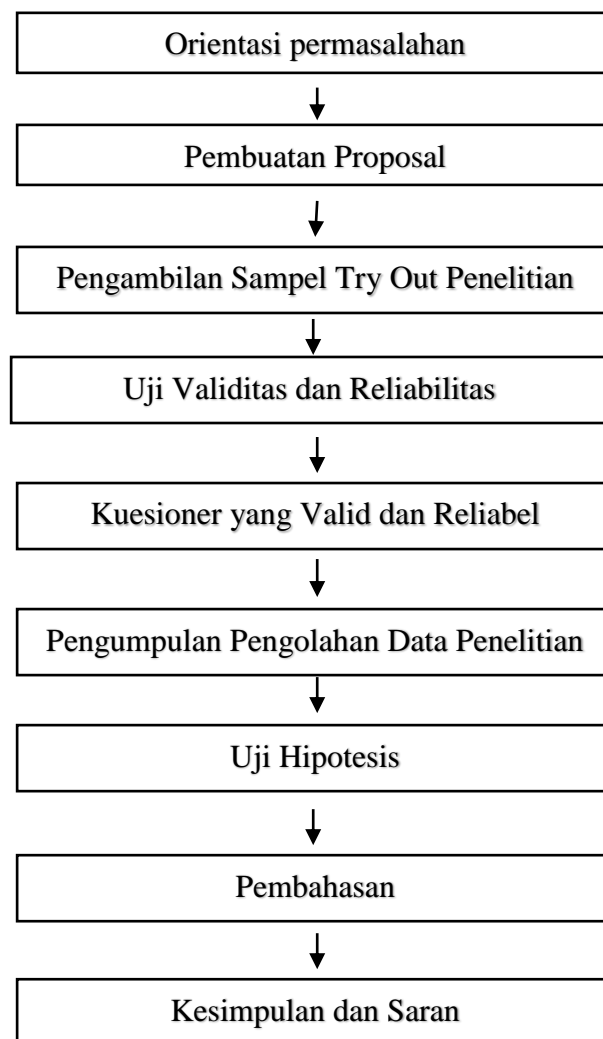 Orientasi permasalahan
Pembuatan Proposal
Pengambilan Sampel Try Out Penelitian
Uji Validitas dan Reliabilitas
Kuesioner yang Valid dan Reliabel
Pengumpulan Pengolahan Data Penelitian
Uji Hipotesis
Pembahasan
Kesimpulan dan Saran